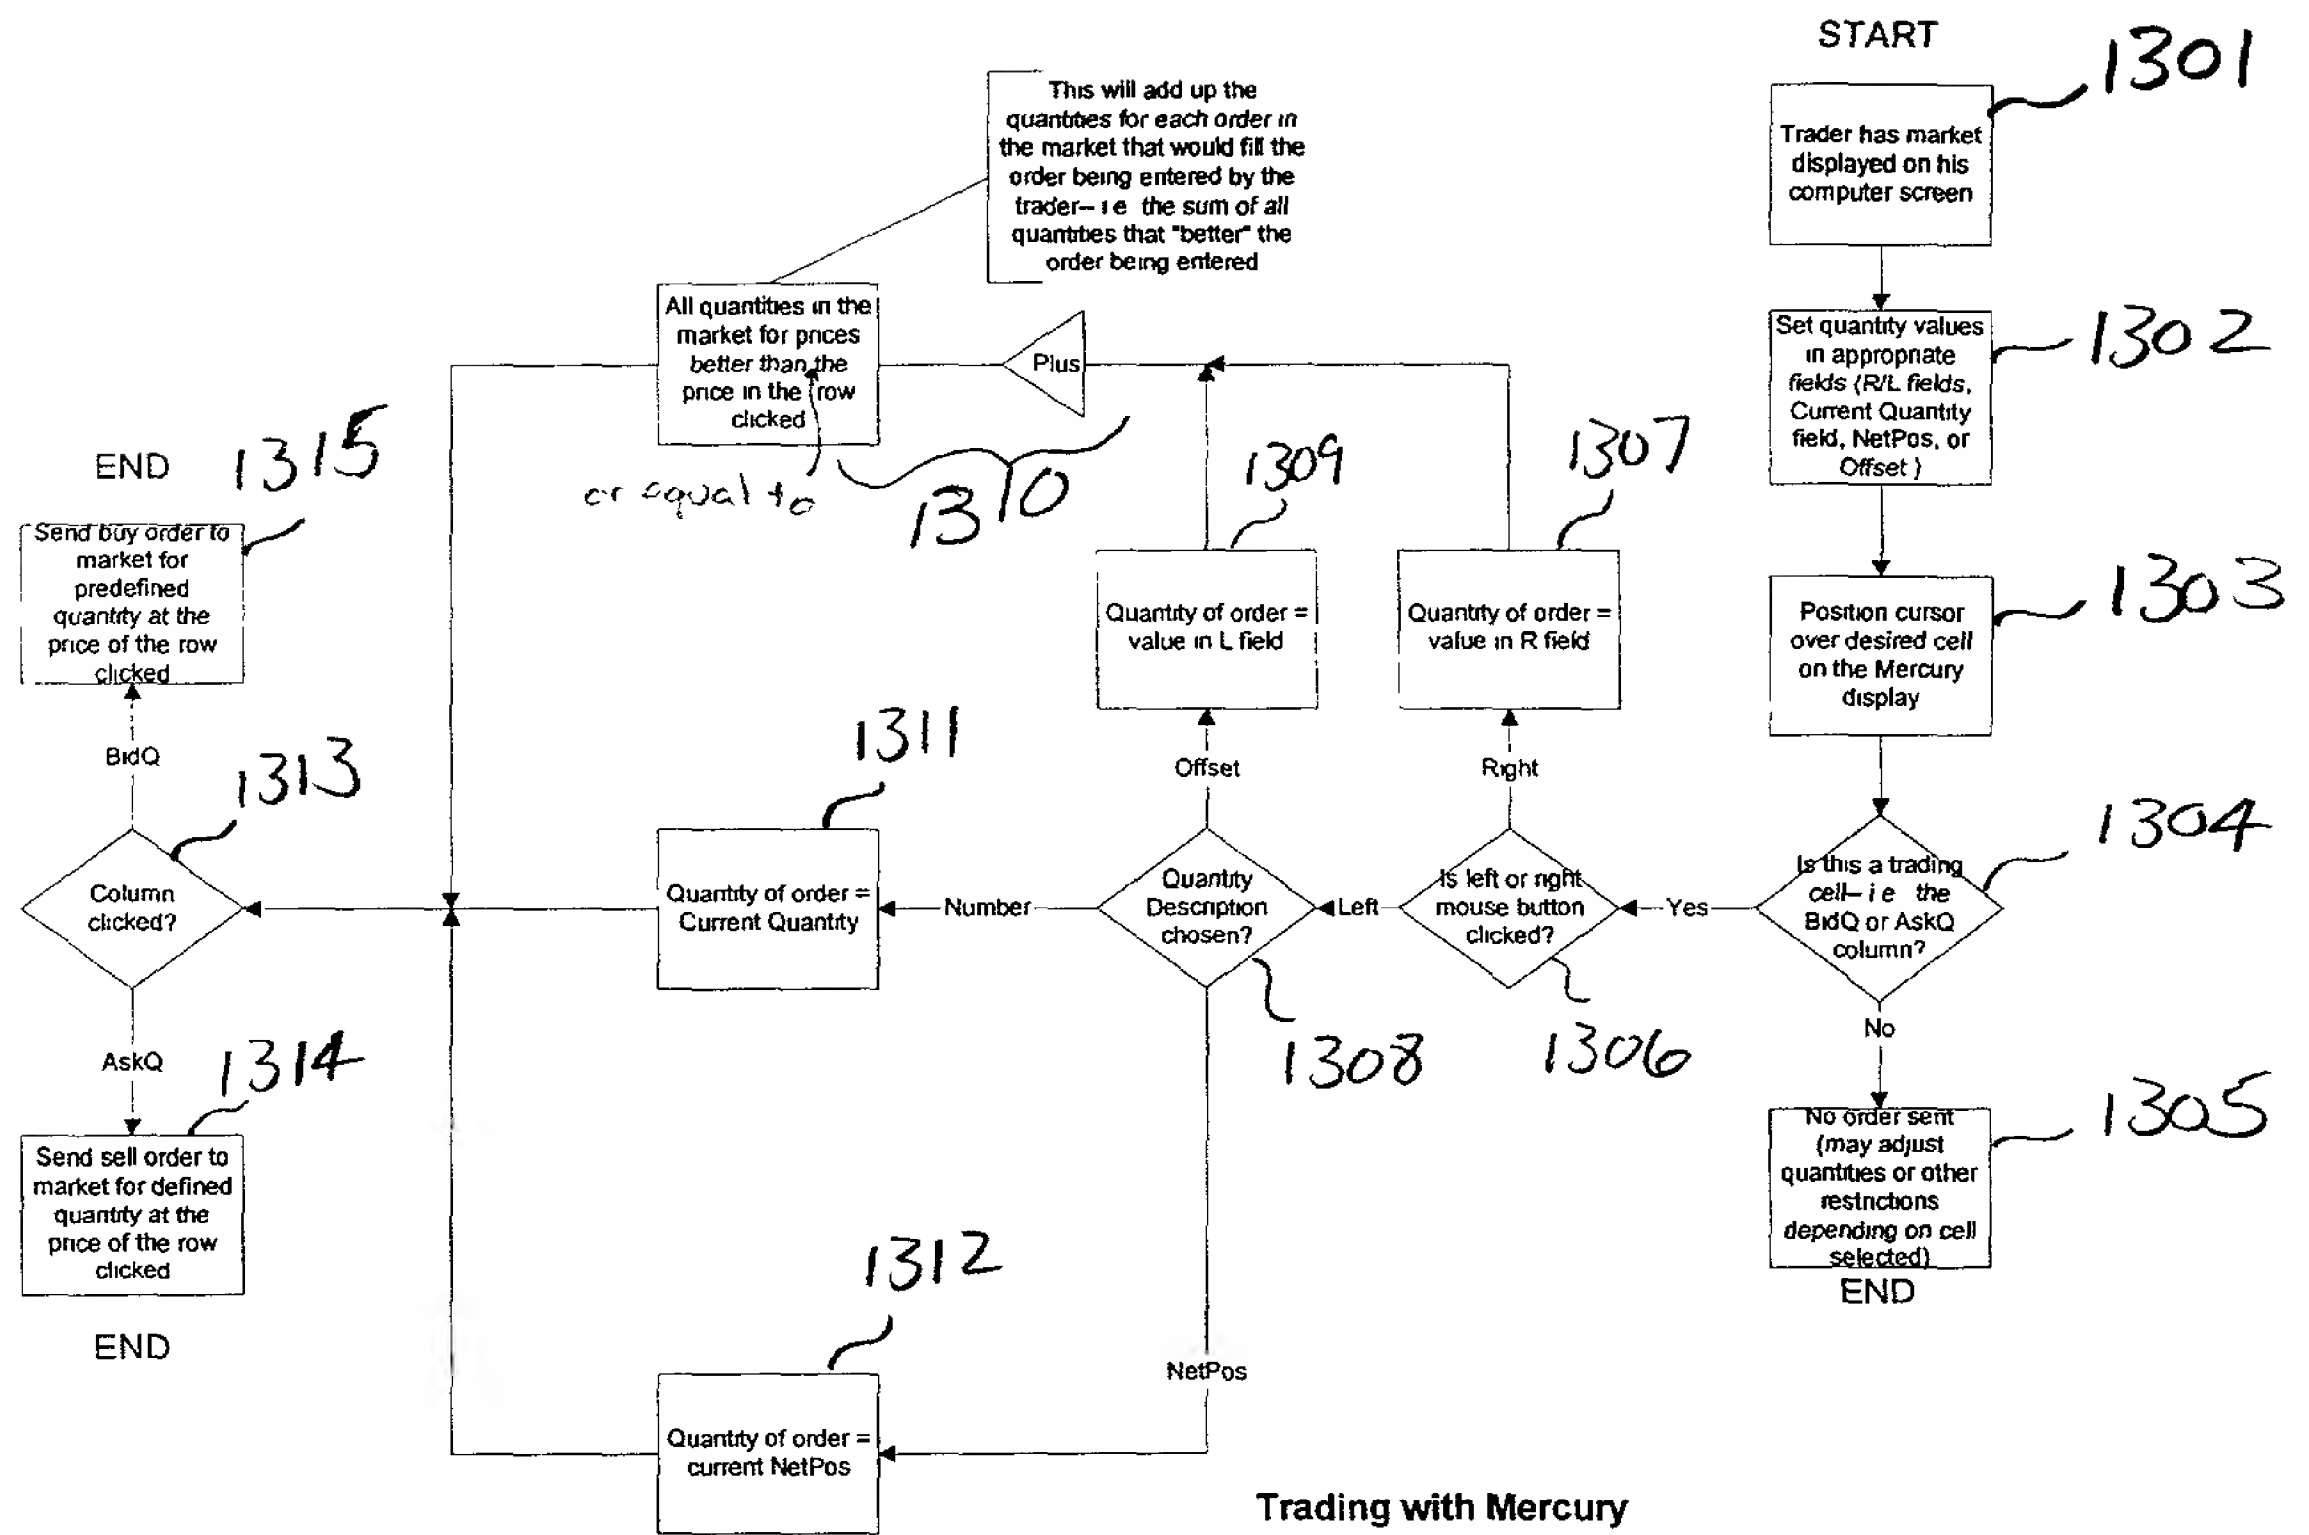 START
1301
Trader has market
displayed on his
computer screen
1302
Set quantity values
in appropriate
fields (R/L fields,
Current Quantity
field, NetPos, or
Offset )
1303
Position cursor
over desired cell
on the Mercury
display
1304
Is this a trading
cell– i e the
BidQ or AskQ
column?
No
1305
No order sent
(may adjust
quantities or other
restrictions
depending on cell
selected)
END
Yes
Is left or right
mouse button
clicked?
1306
Right
1307
Quantity of order =
value in R field
Left
Quantity
Description
chosen?
1308
Offset
1309
Quantity of order =
value in L field
Plus
1310
All quantities in the
market for prices
better than the
price in the row
clicked
or equal to
This will add up the
quantities for each order in
the market that would fill the
order being entered by the
trader– i e the sum of all
quantities that "better" the
order being entered
Number
1311
Quantity of order =
Current Quantity
NetPos
1312
Quantity of order =
current NetPos
1313
Column
clicked?
BidQ
END
1315
Send buy order to
market for
predefined
quantity at the
price of the row
clicked
AskQ
1314
Send sell order to
market for defined
quantity at the
price of the row
clicked
END
Trading with Mercury